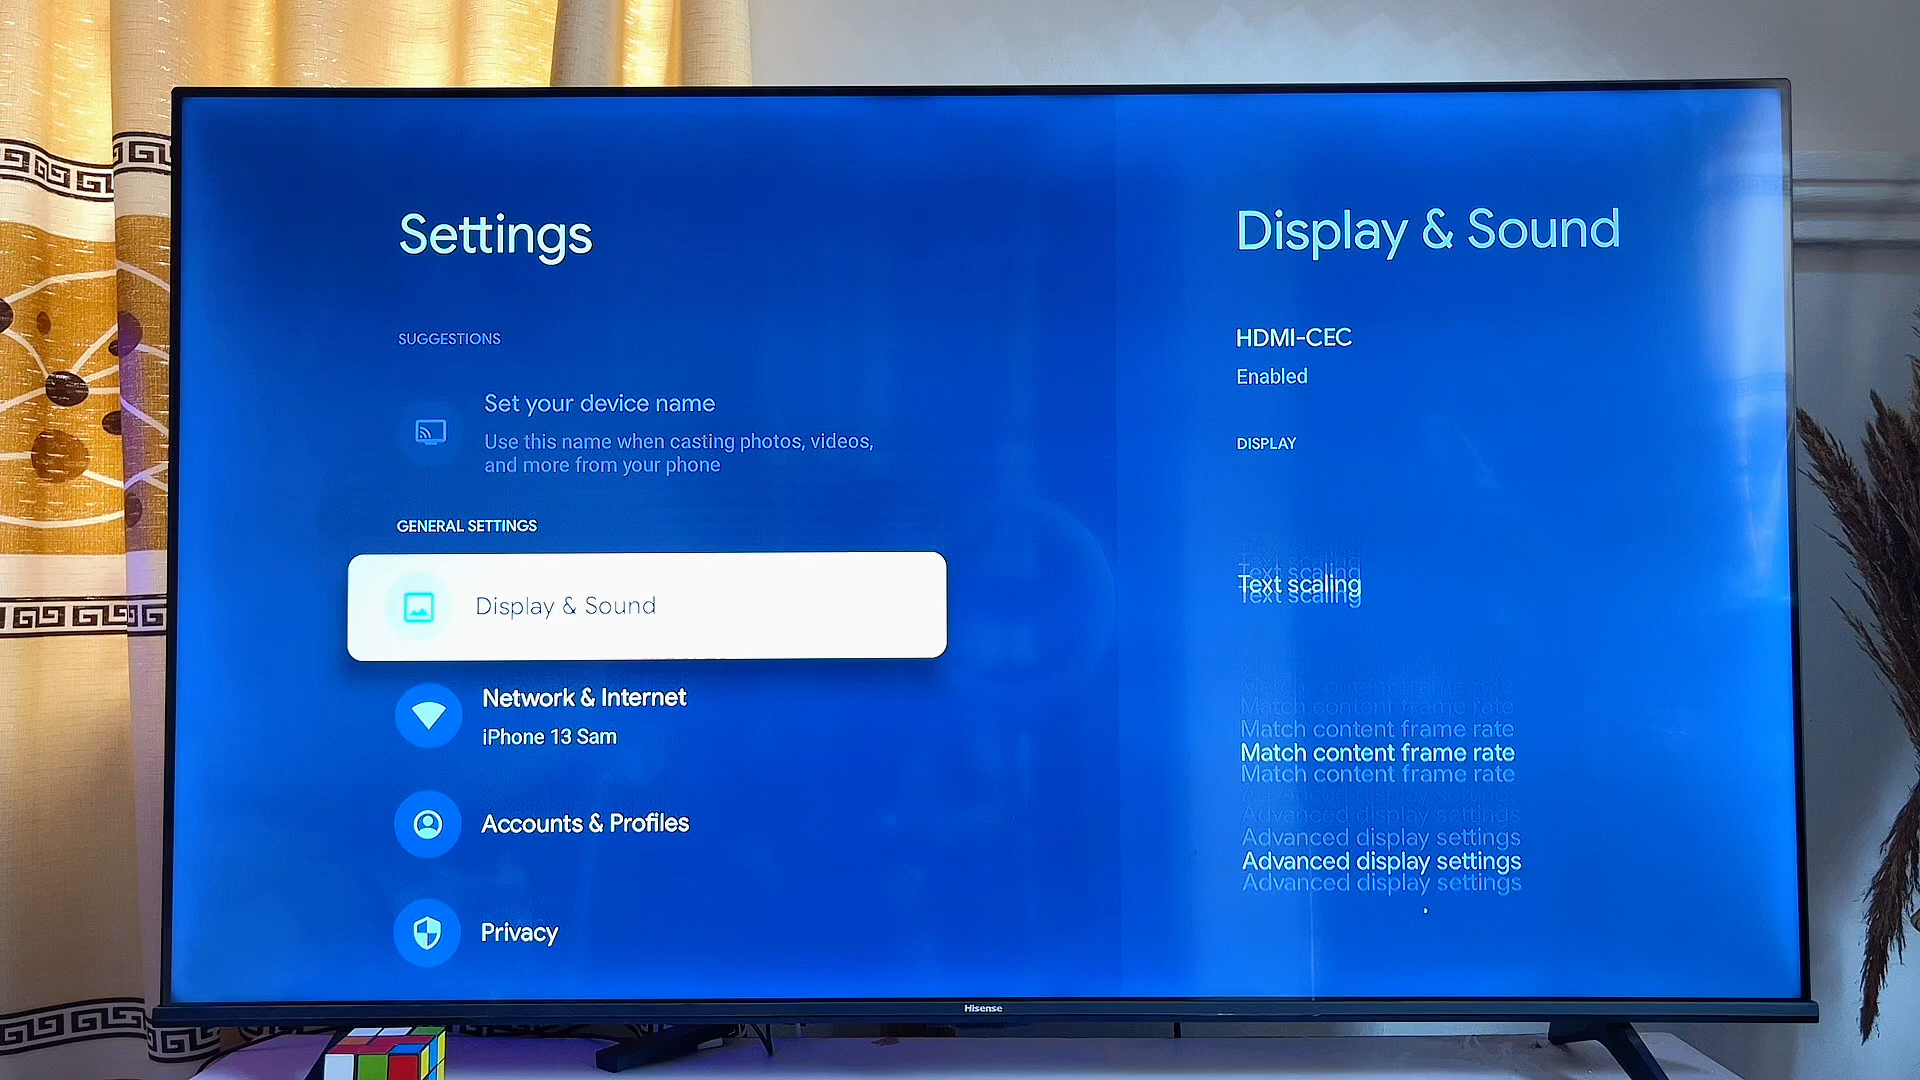 Settings
SUGGESTIONS
Set your device name
Use this name when casting photos, videos,
and more from your phone
GENERAL SETTINGS
Display & Sound
Network & Internet
iPhone 13 Sam
Accounts & Profiles
Privacy
Display & Sound
HDMI-CEC
Enabled
DISPLAY
Text scaling
Match content frame rate
Advanced display settings
Hisense